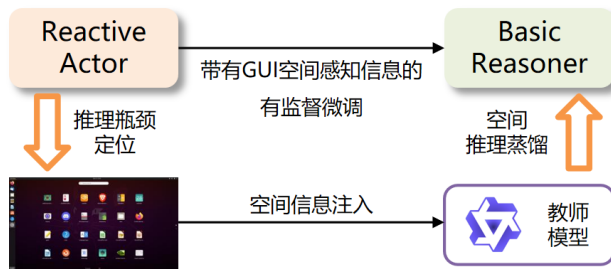 Reactive
Actor
带有GUI空间感知信息的
有监督微调
Basic
Reasoner
推理瓶颈
定位
空间
推理蒸馏
空间信息注入
教师
模型